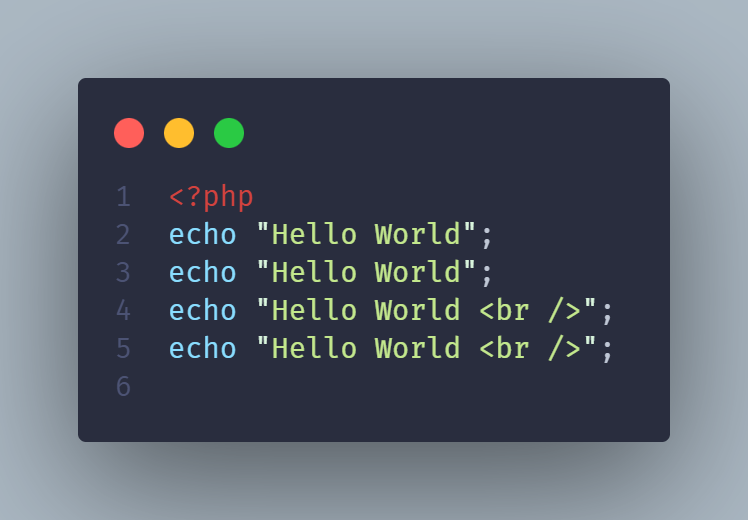 1 <?php
2 echo "Hello World";
3 echo "Hello World";
4 echo "Hello World <br />";
5 echo "Hello World <br />";
6